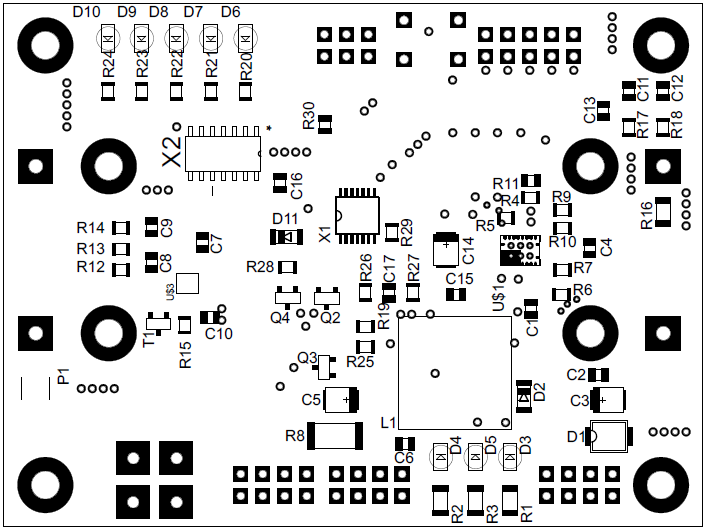 D10 D9 D8 D7 D6
R24 R23 R22 R21 R20
C11 C12
C13
R17 R18
R30
X2 *
C16
R11
R4
R9
R16
D11
X1
R29
R5
R10
R14
R13
R12
C9
C8
C7
C14
C4
R28
R26
C17
R27
C15
R7
R6
U$3
U$1
Q4 Q2
R19
C1
T1
R15
C10
R25
Q3
P1
C2
C5
D2
C3
L1
R8
C6
D4 D5 D3
D1
R2 R3 R1